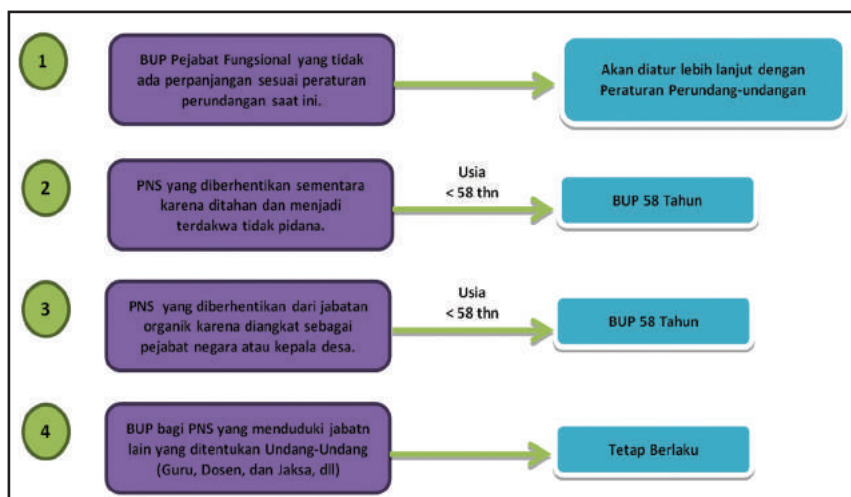 1
BUP Pejabat Fungsional yang tidak
ada perpanjangan sesuai peraturan
perundangan saat ini.
Akan diatur lebih lanjut dengan
Peraturan Perundang-undangan
2
PNS yang diberhentikan sementara
karena ditahan dan menjadi
terdakwa tidak pidana.
Usia
< 58 thn
BUP 58 Tahun
3
PNS yang diberhentikan dari jabatan
organik karena diangkat sebagai
pejabat negara atau kepala desa.
Usia
< 58 thn
BUP 58 Tahun
4
BUP bagi PNS yang menduduki jabatn
lain yang ditentukan Undang-Undang
(Guru, Dosen, dan Jaksa, dll)
Tetap Berlaku